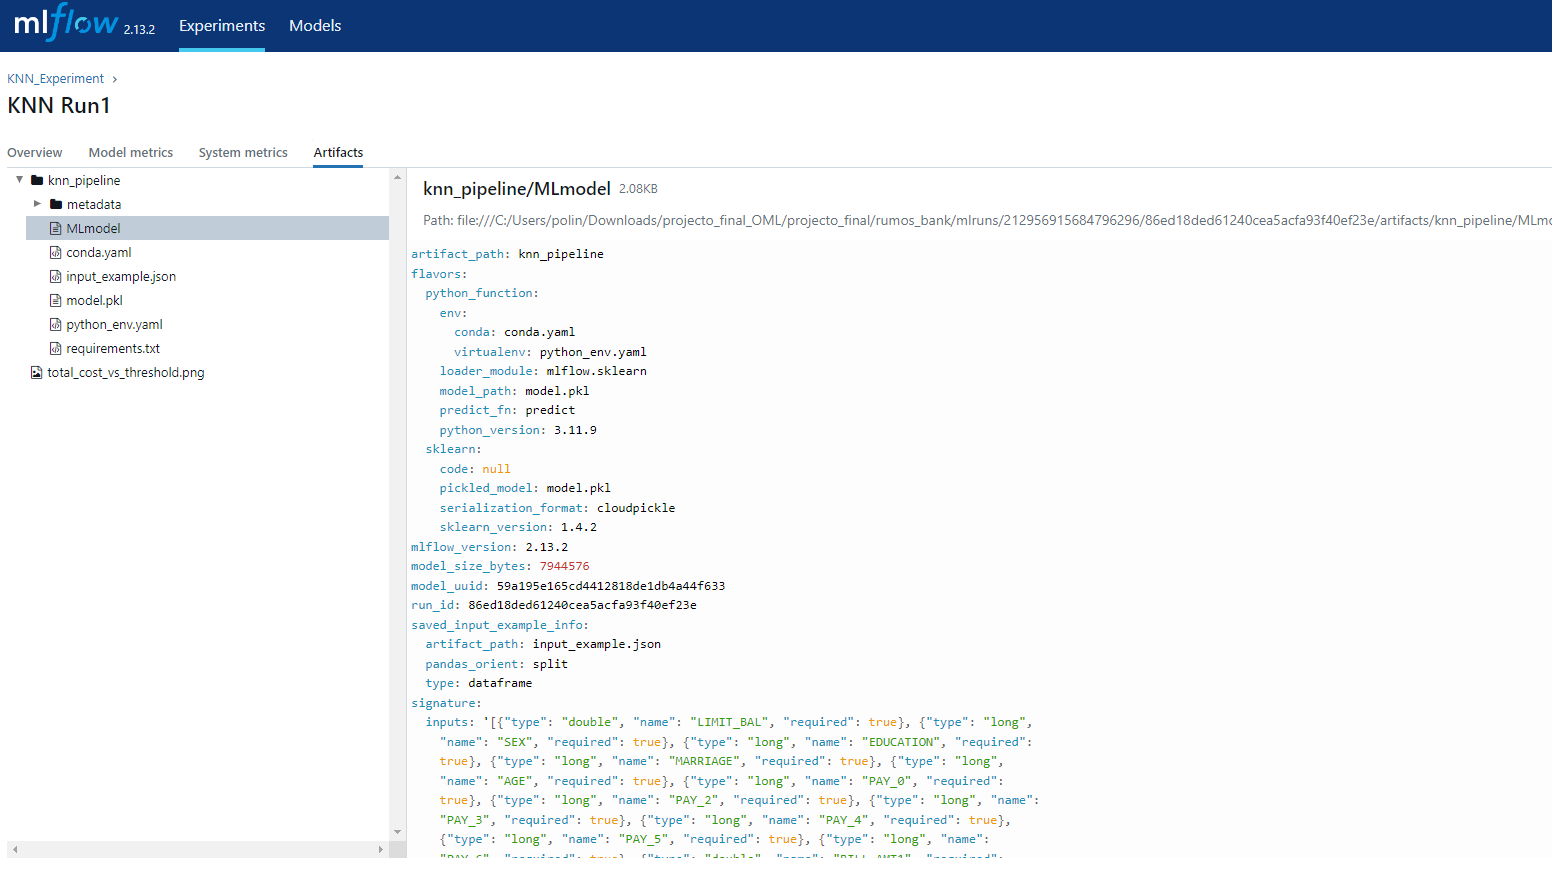 mlflow 2.13.2 Experiments Models
KNN_Experiment
KNN Run1
Overview Model metrics System metrics Artifacts
knn_pipeline
metadata
MLmodel
conda.yaml
input_example.json
model.pkl
python_env.yaml
requirements.txt
total_cost_vs_threshold.png
knn_pipeline/MLmodel 2.08KB
Path: file:///C:/Users/polin/Downloads/projecto_final_OML/projecto_final/rumos_bank/mlruns/212956915684796296/86ed18ded61240cea5acfa93f40ef23e/artifacts/knn_pipeline/MLmo
artifact_path: knn_pipeline
flavors:
python_function:
env:
conda: conda.yaml
virtualenv: python_env.yaml
loader_module: mlflow.sklearn
model_path: model.pkl
predict_fn: predict
python_version: 3.11.9
sklearn:
code: null
pickled_model: model.pkl
serialization_format: cloudpickle
sklearn_version: 1.4.2
mlflow_version: 2.13.2
model_size_bytes: 7944576
model_uuid: 59a195e165cd4412818de1db4a44f633
run_id: 86ed18ded61240cea5acfa93f40ef23e
saved_input_example_info:
artifact_path: input_example.json
pandas_orient: split
type: dataframe
signature:
inputs: '[{"type": "double", "name": "LIMIT_BAL", "required": true}, {"type": "long",
"name": "SEX", "required": true}, {"type": "long", "name": "EDUCATION", "required":
true}, {"type": "long", "name": "MARRIAGE", "required": true}, {"type": "long",
"name": "AGE", "required": true}, {"type": "long", "name": "PAY_0", "required":
true}, {"type": "long", "name": "PAY_2", "required": true}, {"type": "long", "name":
"PAY_3", "required": true}, {"type": "long", "name": "PAY_4", "required": true},
{"type": "long", "name": "PAY_5", "required": true}, {"type": "long", "name":
"PAY_6", "required": true}, {"type": "double", "name": "BILL_AMT1", "required":